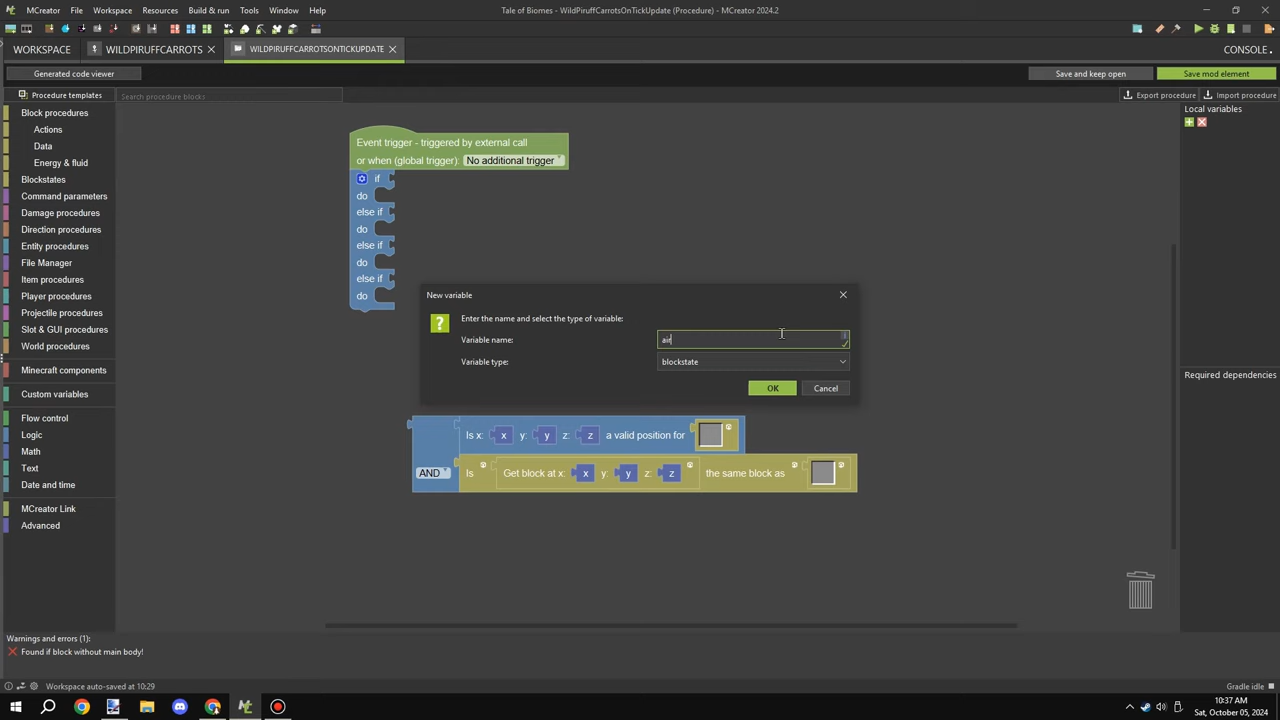 MCreator File Workspace Resources Build & run Tools Window Help
Tale of Biomes - WildPiruffCarrotsOnTickUpdate (Procedure) - MCreator 2024.2
WORKSPACE
WILDPIRUFFCARROTS
WILDPIRUFFCARROTSONTICKUPDATE
CONSOLE
Generated code viewer
Save and keep open
Save mod element
Procedure templates
Search procedure blocks
Export procedure
Import procedure
Block procedures
Actions
Data
Energy & fluid
Blockstates
Command parameters
Damage procedures
Direction procedures
Entity procedures
File Manager
Item procedures
Player procedures
Projectile procedures
Slot & GUI procedures
Minecraft components
Custom variables
Flow control
Logic
Math
Text
Date and time
MCreator Link
Advanced
Event trigger - triggered by external call
or when (global trigger): No additional trigger
if
do
else if
do
else if
do
else if
do
New variable
Enter the name and select the type of variable:
Variable name: air
Variable type: blockstate
OK Cancel
Is x: x y: y z: z a valid position for
AND
Is Get block at x: x y: y z: z the same block as
Local variables
Required dependencies
Warnings and errors (1):
Found if block without main body!
Workspace auto-saved at 10:29
Gradle idle
10:37 AM
Sat, October 05, 2024